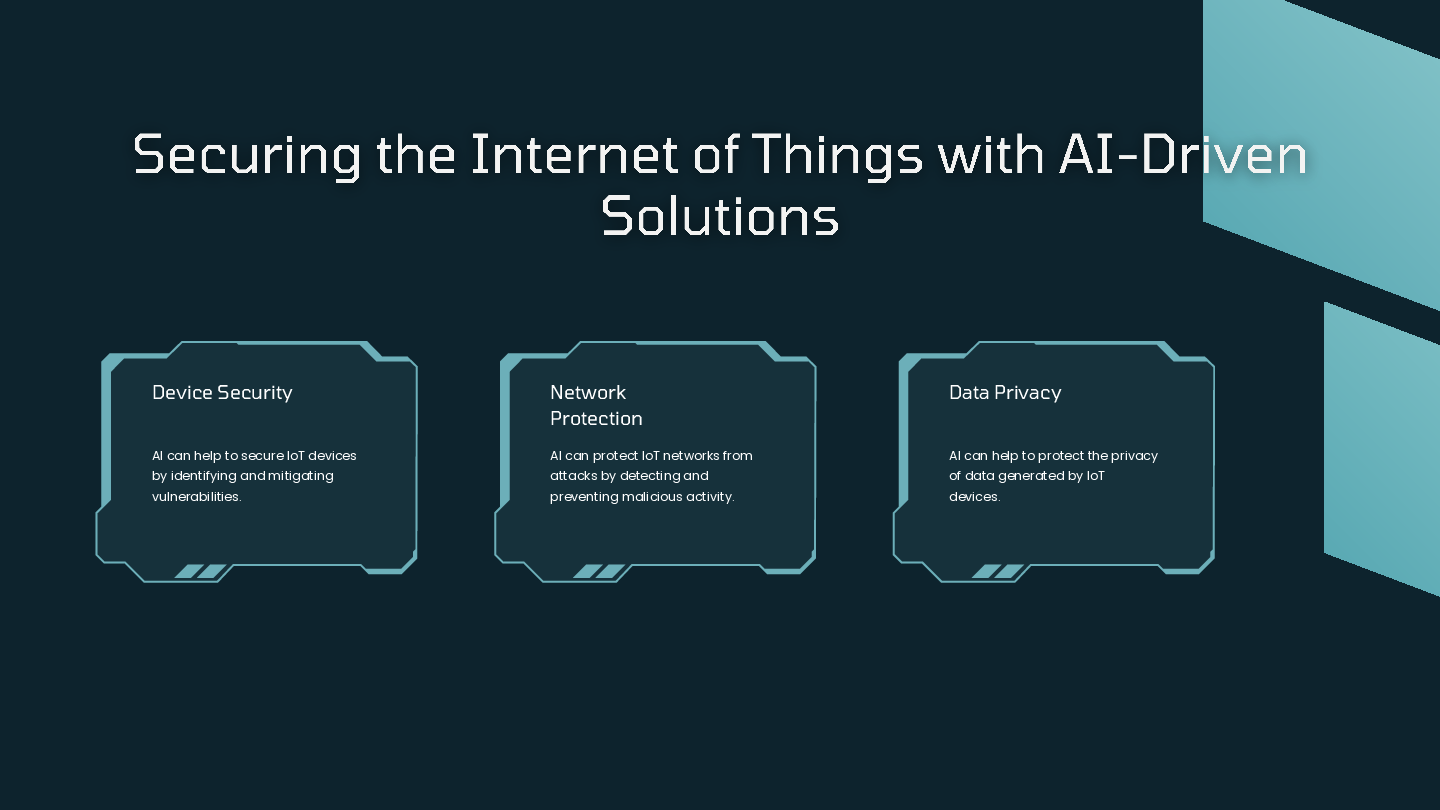 Securing the Internet of Things with AI-Driven
Solutions
Device Security
AI can help to secure IoT devices
by identifying and mitigating
vulnerabilities.
Network
Protection
AI can protect IoT networks from
attacks by detecting and
preventing malicious activity.
Data Privacy
AI can help to protect the privacy
of data generated by IoT
devices.